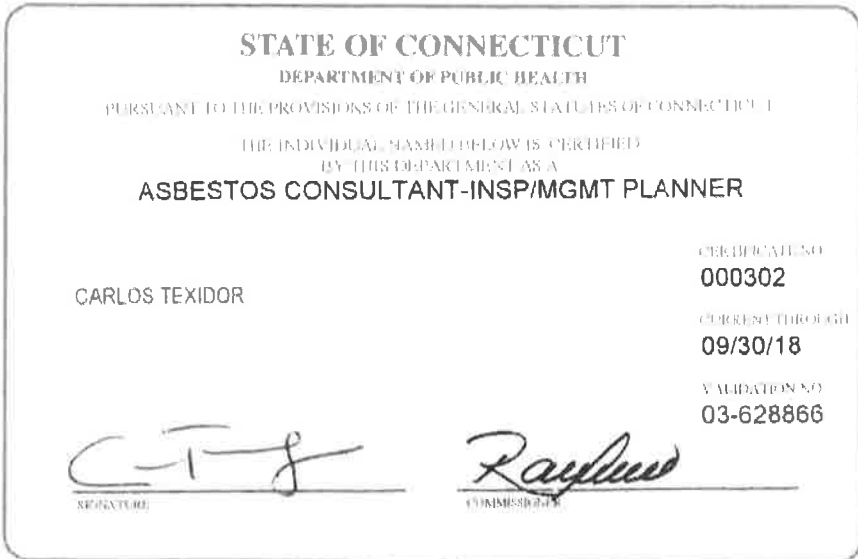 STATE OF CONNECTICUT
DEPARTMENT OF PUBLIC HEALTH
PURSUANT TO THE PROVISIONS OF THE GENERAL STATUTES OF CONNECTICUT
THE INDIVIDUAL NAMED BELOW IS CERTIFIED
BY THIS DEPARTMENT AS A
ASBESTOS CONSULTANT-INSP/MGMT PLANNER
CARLOS TEXIDOR
CERTIFICATE NO
000302
CURRENT THROUGH
09/30/18
VALIDATION NO
03-628866
SIGNATURE
COMMISSIONER